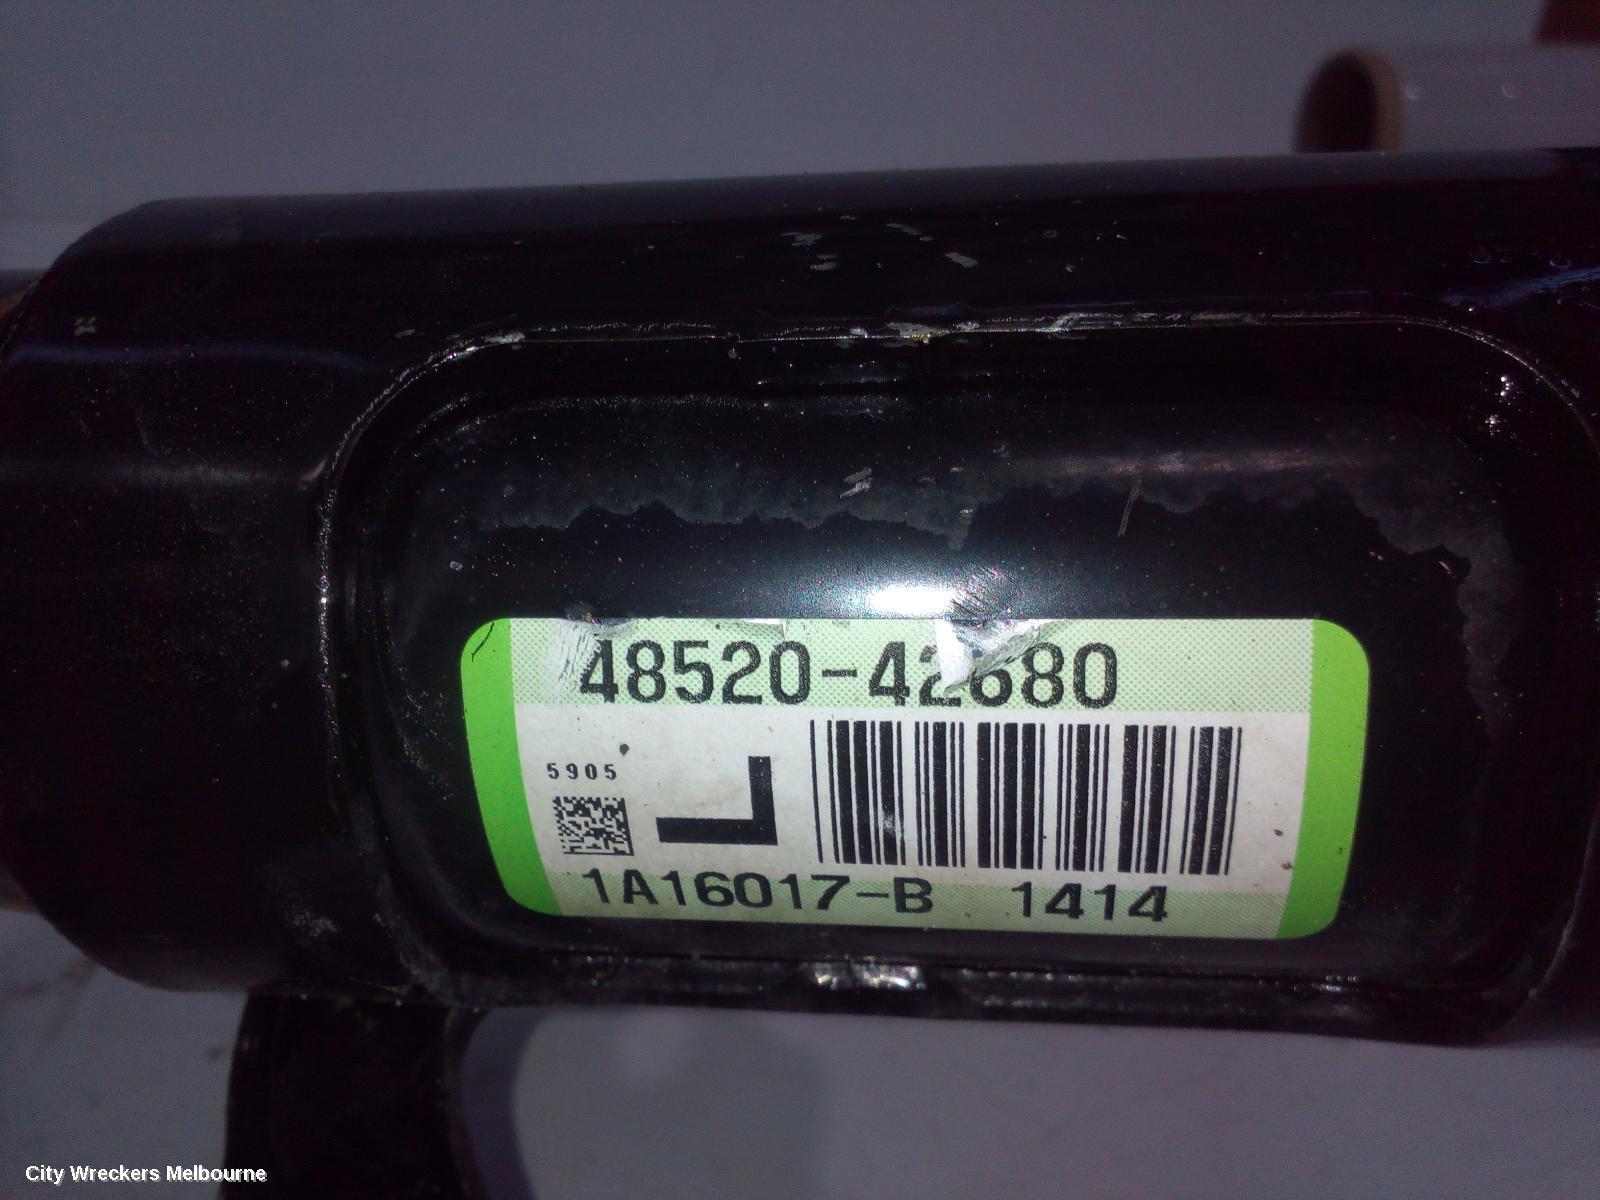 48520-42680
5905
L
1A16017-B 1414
City Wreckers Melbourne